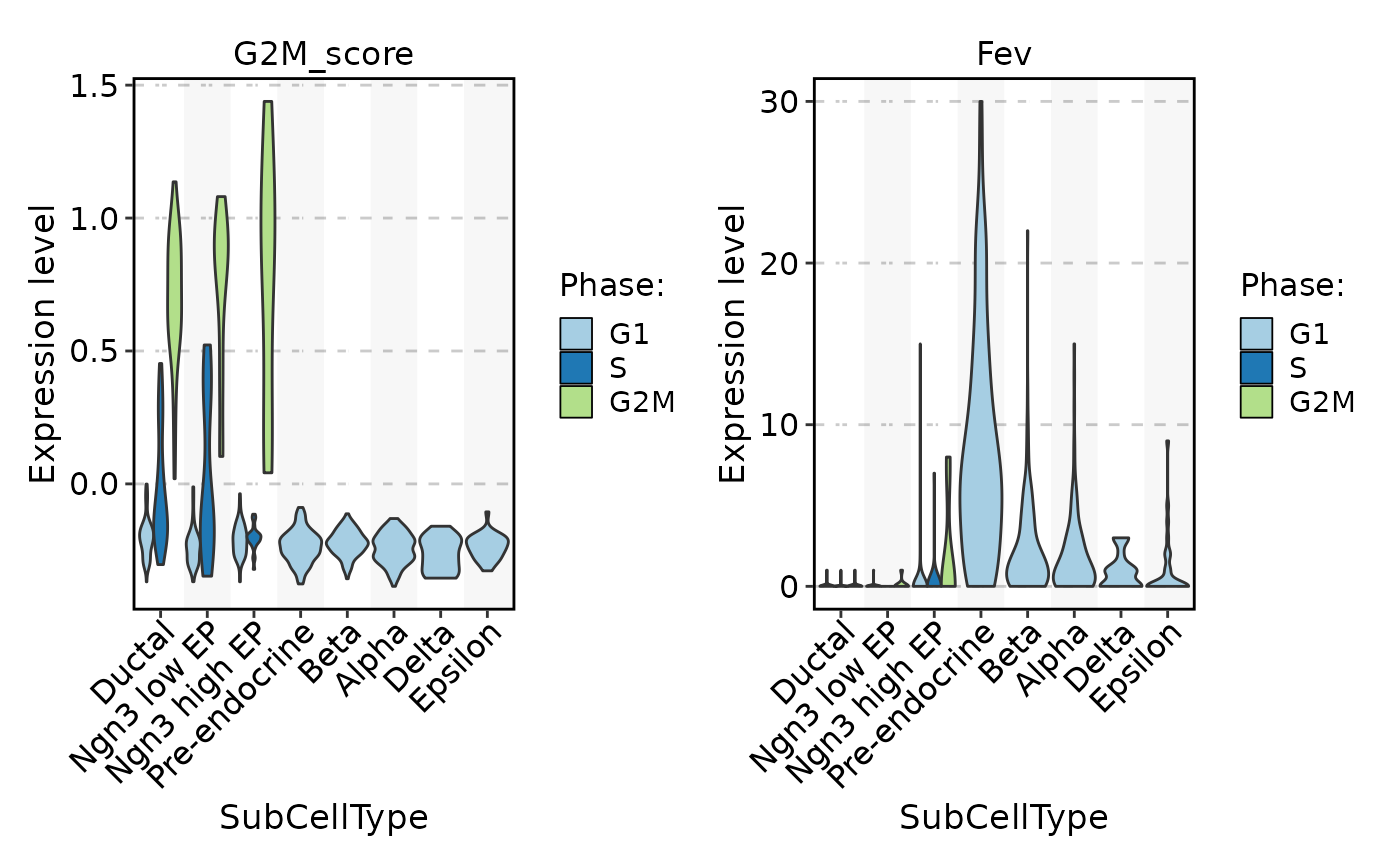 G2M_score
Expression level
1.5
1.0
0.5
0.0
Ductal
Ngn3 low EP
Ngn3 high EP
Pre-endocrine
Beta
Alpha
Delta
Epsilon
SubCellType
Phase:
G1
S
G2M
Fev
Expression level
30
20
10
0
Ductal
Ngn3 low EP
Ngn3 high EP
Pre-endocrine
Beta
Alpha
Delta
Epsilon
SubCellType
Phase:
G1
S
G2M